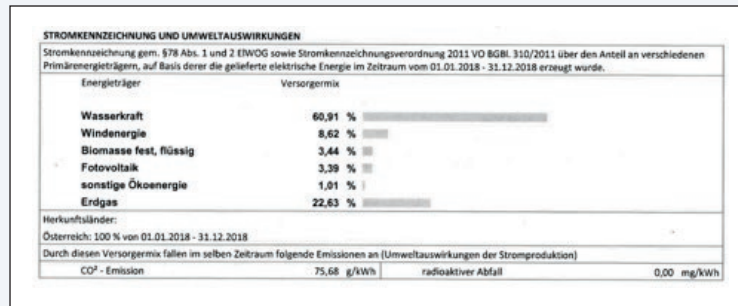 STROMKENNZEICHNUNG UND UMWELTAUSWIRKUNGEN
Stromkennzeichnung gem. §78 Abs. 1 und 2 ElWOG sowie Stromkennzeichnungsverordnung 2011 VO BGBl. 310/2011 über den Anteil an verschiedenen
Primärenergieträgern, auf Basis derer die gelieferte elektrische Energie im Zeitraum vom 01.01.2018 - 31.12.2018 erzeugt wurde.
Energieträger Versorgermix
Wasserkraft 60,91 %
Windenergie 8,62 %
Biomasse fest, flüssig 3,44 %
Fotovoltaik 3,39 %
sonstige Ökoenergie 1,01 %
Erdgas 22,63 %
Herkunftsländer:
Österreich: 100 % von 01.01.2018 - 31.12.2018
Durch diesen Versorgermix fallen im selben Zeitraum folgende Emissionen an (Umweltauswirkungen der Stromproduktion)
CO² - Emission 75,68 g/kWh radioaktiver Abfall 0,00 mg/kWh